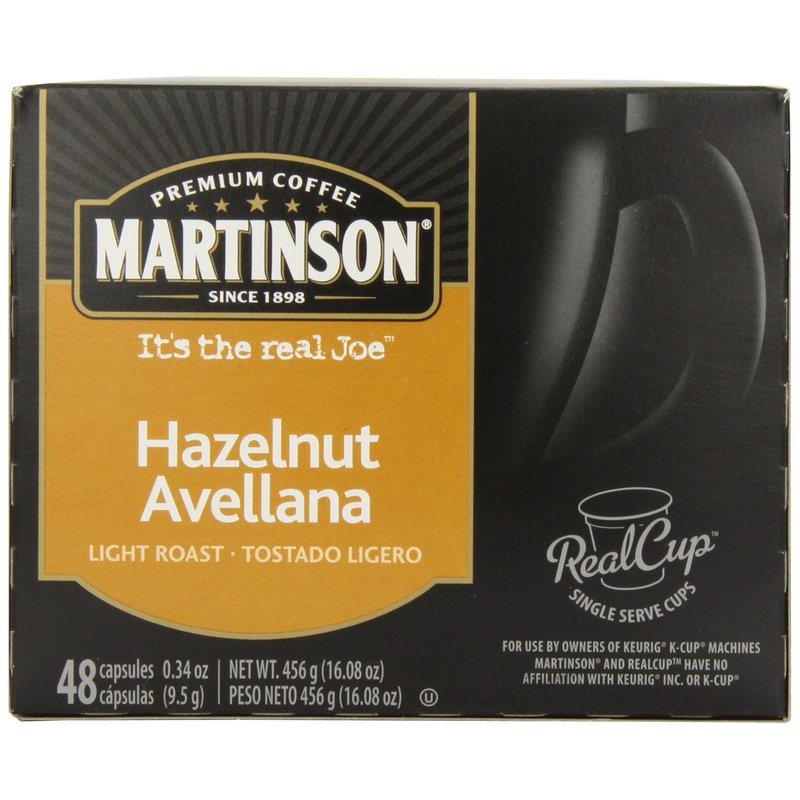 PREMIUM COFFEE
MARTINSON®
SINCE 1898
It's the real Joe™
Hazelnut
Avellana
LIGHT ROAST · TOSTADO LIGERO
48 capsules 0.34 oz
cápsulas (9.5 g)
NET WT. 456 g (16.08 oz)
PESO NETO 456 g (16.08 oz)
U
RealCup™
SINGLE SERVE CUPS
FOR USE BY OWNERS OF KEURIG® K-CUP® MACHINES
MARTINSON® AND REALCUP™ HAVE NO
AFFILIATION WITH KEURIG® INC. OR K-CUP®